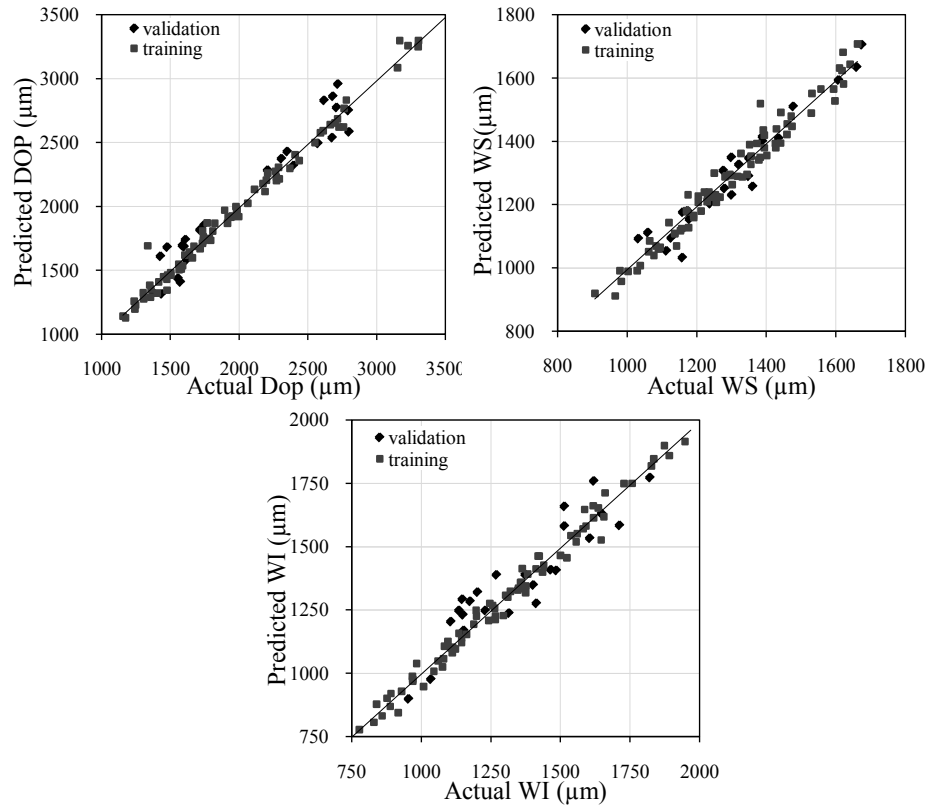 validation
training
3500
3000
2500
2000
1500
1000
Predicted DOP (µm)
1000 1500 2000 2500 3000 3500
Actual Dop (µm)
validation
training
1800
1600
1400
1200
1000
800
Predicted WS(µm)
800 1000 1200 1400 1600 1800
Actual WS (µm)
validation
training
2000
1750
1500
1250
1000
750
Predicted WI (µm)
750 1000 1250 1500 1750 2000
Actual WI (µm)